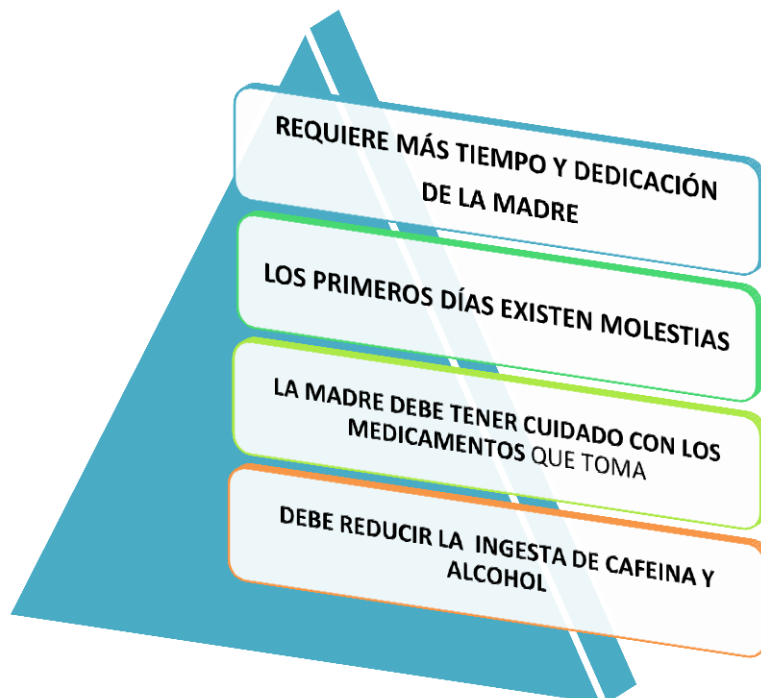 REQUIERE MÁS TIEMPO Y DEDICACIÓN
DE LA MADRE
LOS PRIMEROS DÍAS EXISTEN MOLESTIAS
LA MADRE DEBE TENER CUIDADO CON LOS
MEDICAMENTOS QUE TOMA
DEBE REDUCIR LA INGESTA DE CAFEINA Y
ALCOHOL